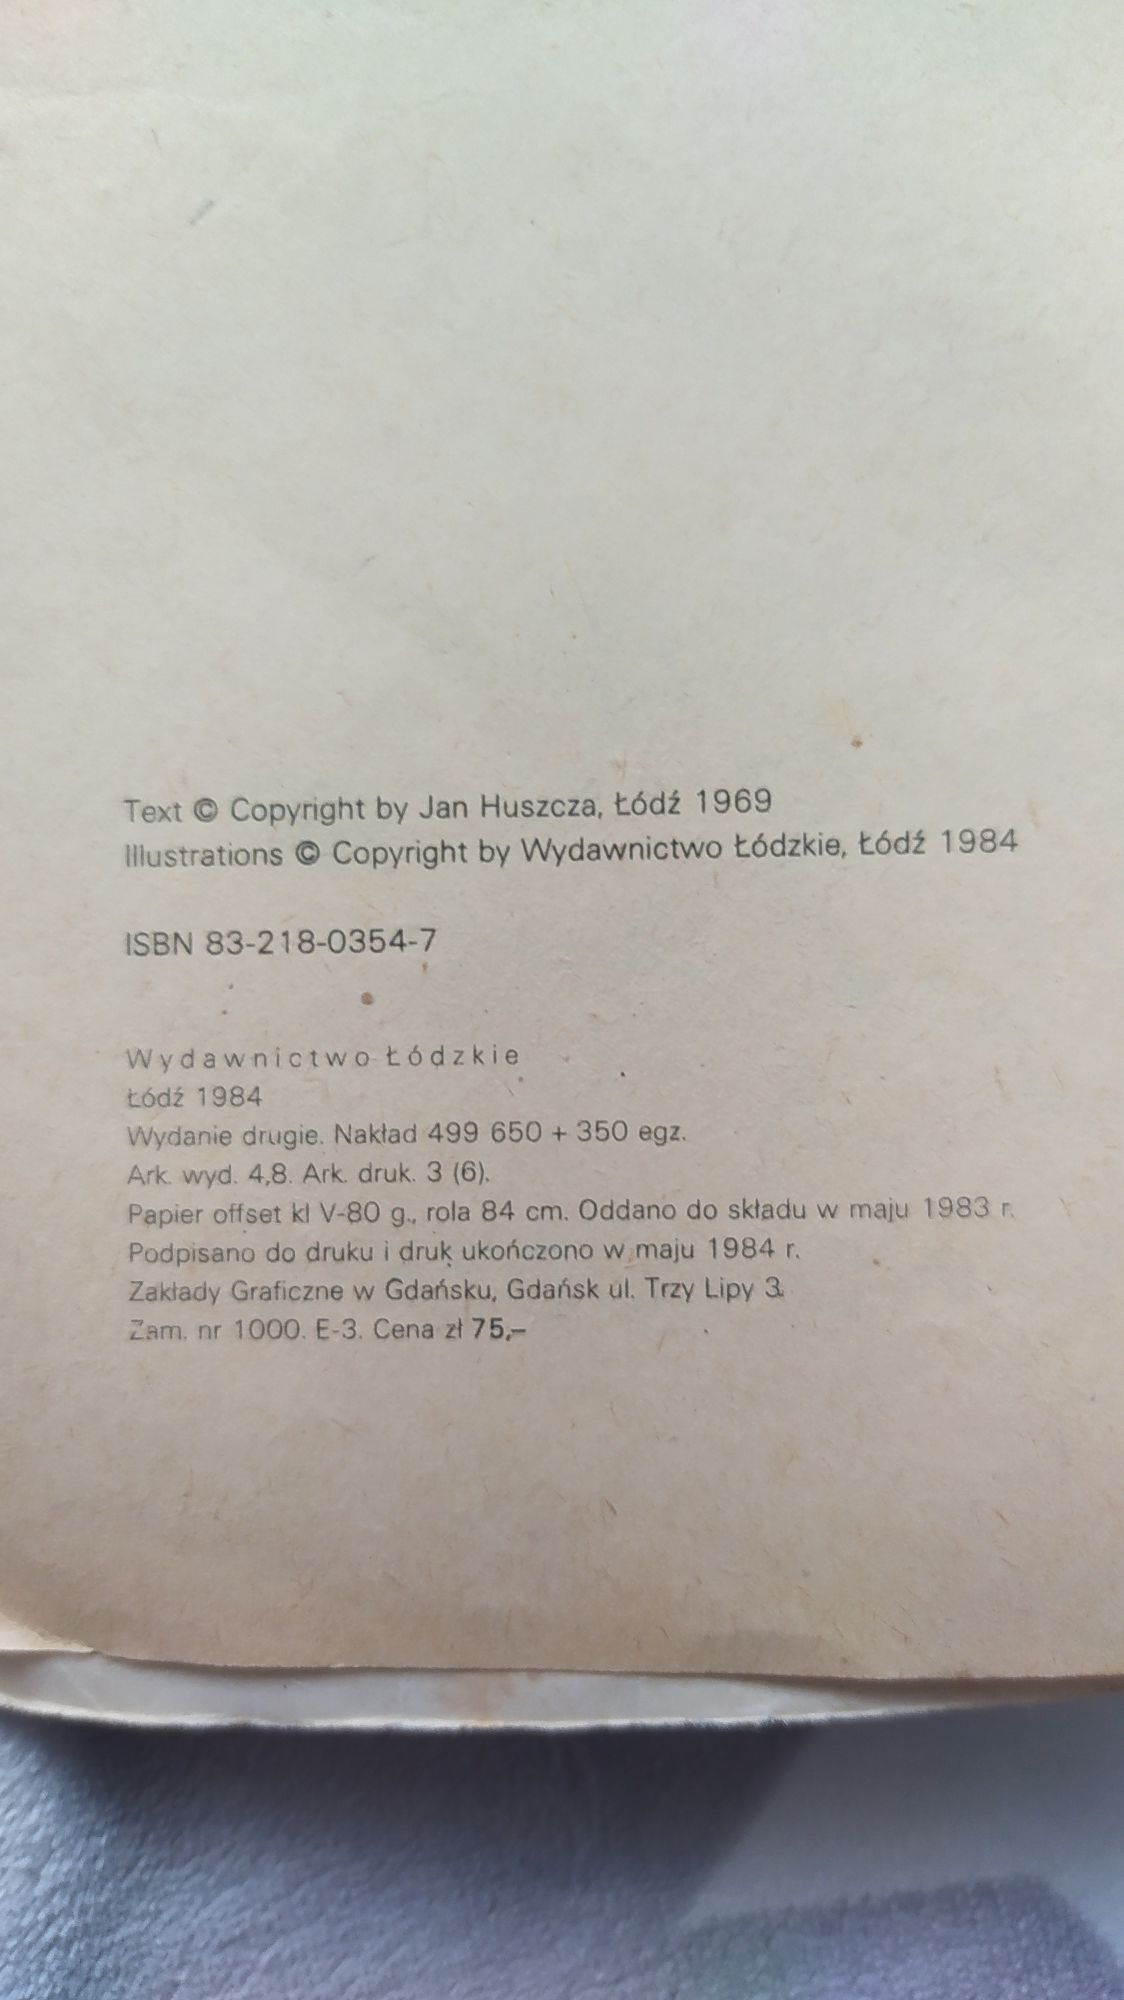 Text © Copyright by Jan Huszcza, Łódź 1969
Illustrations © Copyright by Wydawnictwo Łódzkie, Łódź 1984
ISBN 83-218-0354-7
Wydawnictwo Łódzkie
Łódź 1984
Wydanie drugie. Nakład 499 650 + 350 egz.
Ark. wyd. 4,8. Ark. druk. 3 (6).
Papier offset kl V-80 g., rola 84 cm. Oddano do składu w maju 1983 r.
Podpisano do druku i druk ukończono w maju 1984 r.
Zakłady Graficzne w Gdańsku, Gdańsk ul. Trzy Lipy 3.
Zam. nr 1000. E-3. Cena zł 75,—